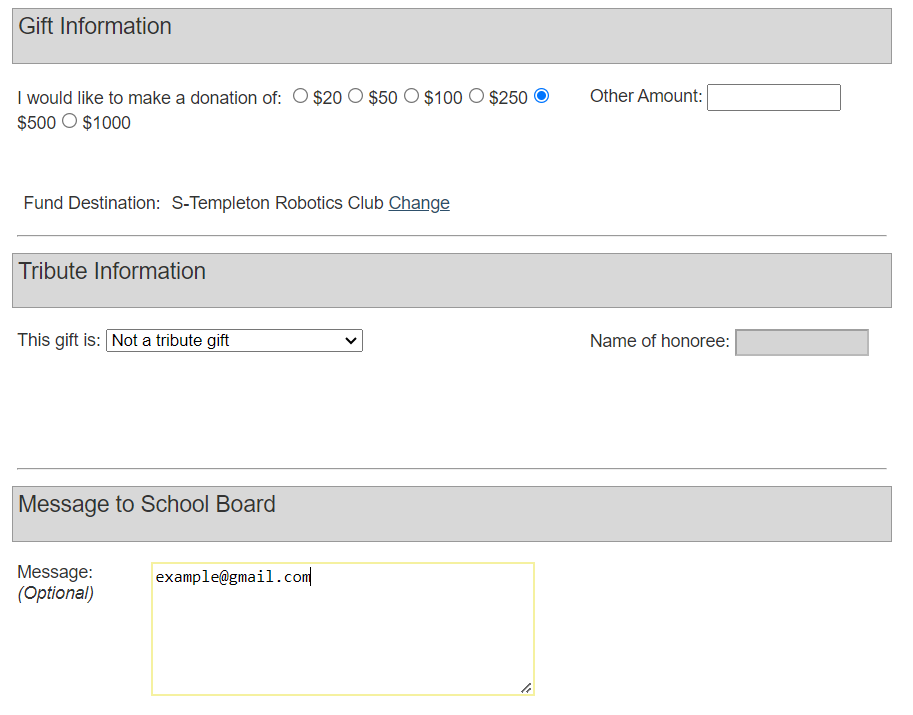 Gift Information
I would like to make a donation of: $20 $50 $100 $250 Other Amount:
$500 $1000
Fund Destination: S-Templeton Robotics Club Change
Tribute Information
This gift is: Not a tribute gift Name of honoree:
Message to School Board
Message: example@gmail.com
(Optional)